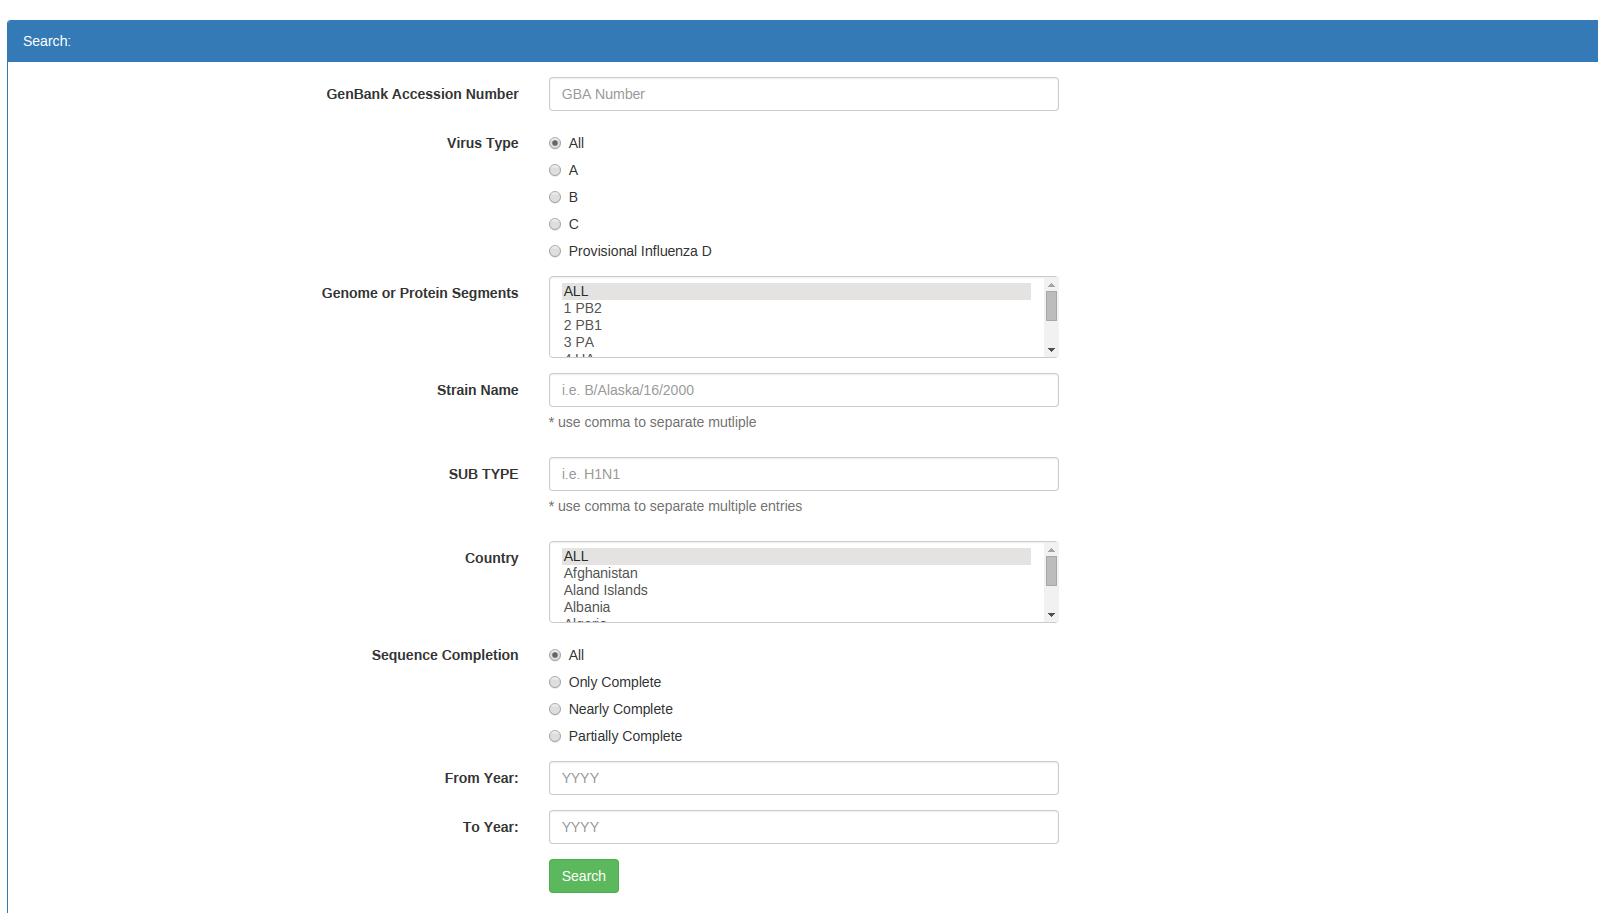 Search:
GenBank Accession Number
GBA Number
Virus Type
All
A
B
C
Provisional Influenza D
Genome or Protein Segments
ALL
1 PB2
2 PB1
3 PA
Strain Name
i.e. B/Alaska/16/2000
* use comma to separate mutliple
SUB TYPE
i.e. H1N1
* use comma to separate multiple entries
Country
ALL
Afghanistan
Aland Islands
Albania
Sequence Completion
All
Only Complete
Nearly Complete
Partially Complete
From Year:
YYYY
To Year:
YYYY
Search